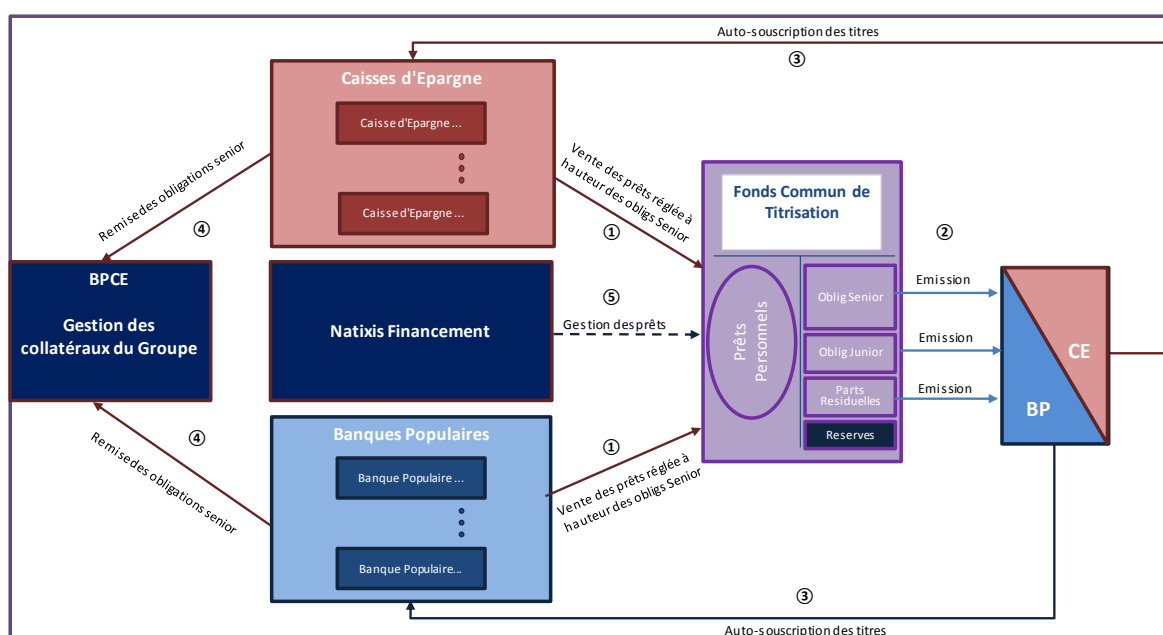 Auto-souscription des titres
③
Caisses d'Epargne
Caisse d'Epargne ...
Caisse d'Epargne ...
Remise des obligations senior
④
Vente des prêts réglée à
hauteur des obligs Senior
①
Fonds Commun de
Titrisation
②
BPCE
Gestion des
collatéraux du Groupe
Natixis Financement
⑤
Gestion des prêts
Prêts
Personnels
Oblig Senior
Oblig Junior
Parts
Residuelles
Reserves
Emission
Emission
Emission
CE
BP
④
Remise des obligations senior
Banques Populaires
Banque Populaire ...
Banque Populaire...
①
Vente des prêts réglée à
hauteur des obligs Senior
③
Auto-souscription des titres